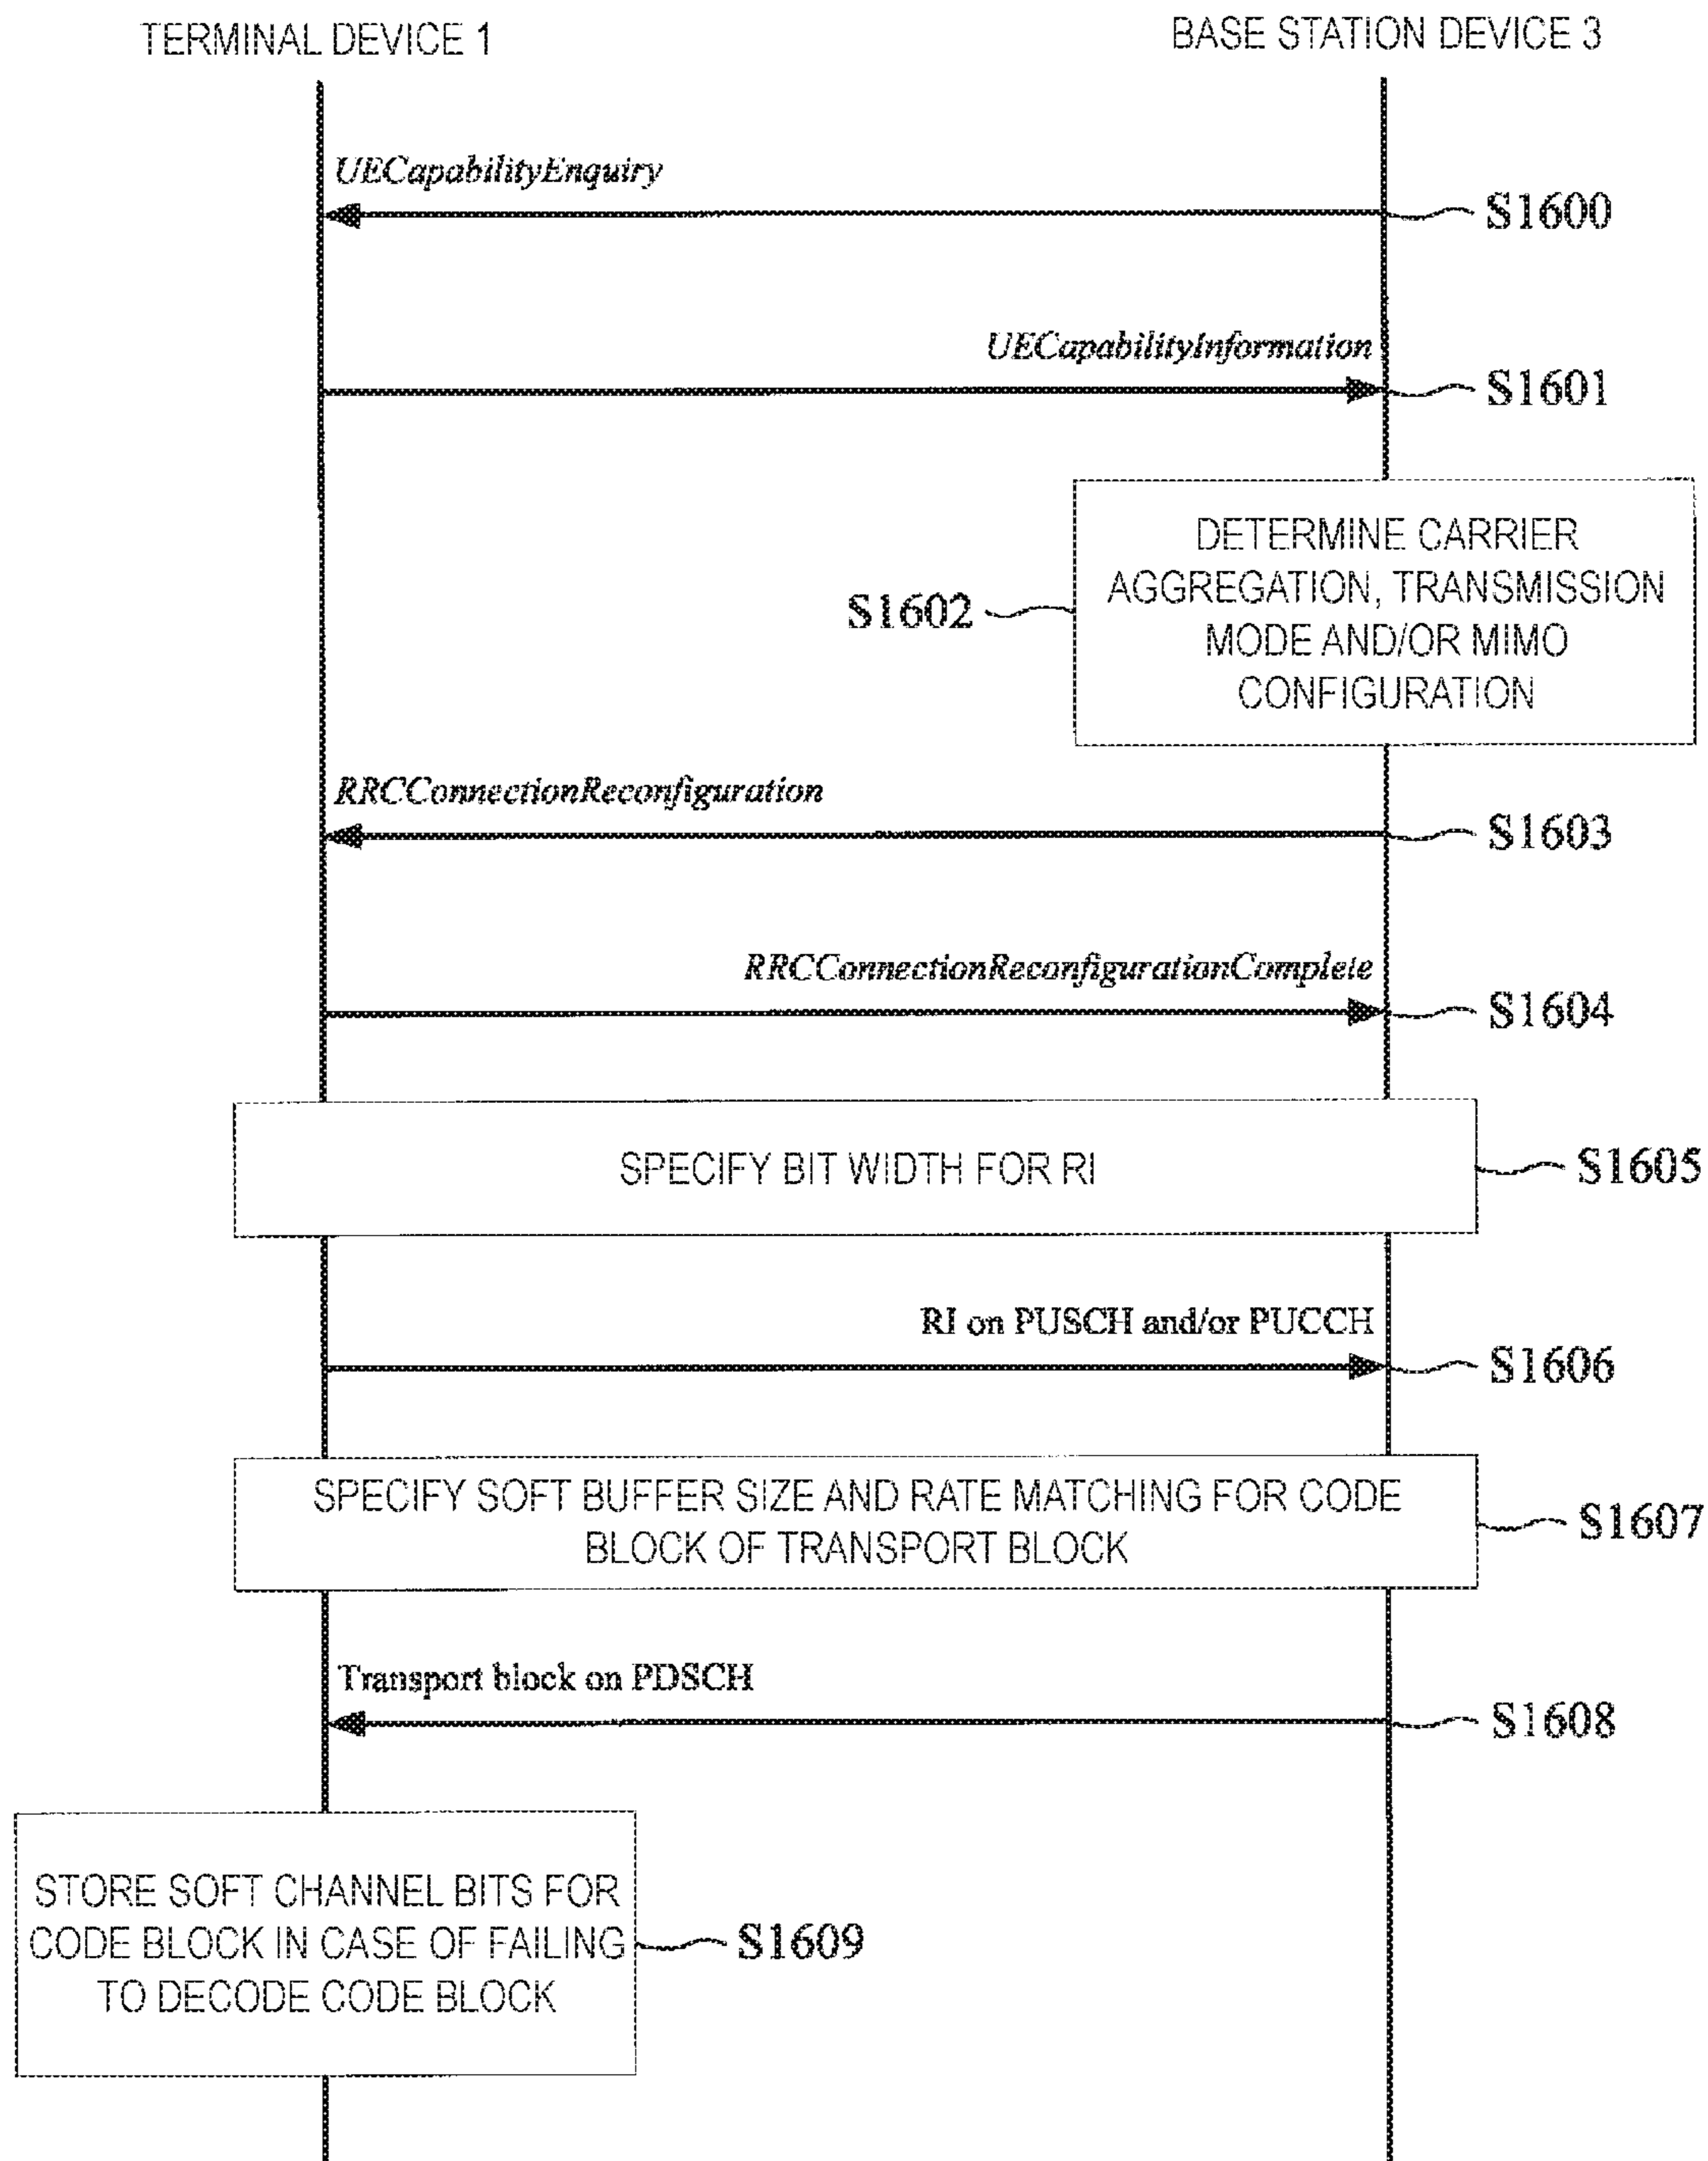 TERMINAL DEVICE 1
BASE STATION DEVICE 3
UECapabilityEnquiry
S1600
UECapabilityInformation
S1601
DETERMINE CARRIER
AGGREGATION, TRANSMISSION
MODE AND/OR MIMO
CONFIGURATION
S1602
RRCConnectionReconfiguration
S1603
RRCConnectionReconfigurationComplete
S1604
SPECIFY BIT WIDTH FOR RI
S1605
RI on PUSCH and/or PUCCH
S1606
SPECIFY SOFT BUFFER SIZE AND RATE MATCHING FOR CODE
BLOCK OF TRANSPORT BLOCK
S1607
Transport block on PDSCH
S1608
STORE SOFT CHANNEL BITS FOR
CODE BLOCK IN CASE OF FAILING
TO DECODE CODE BLOCK
S1609